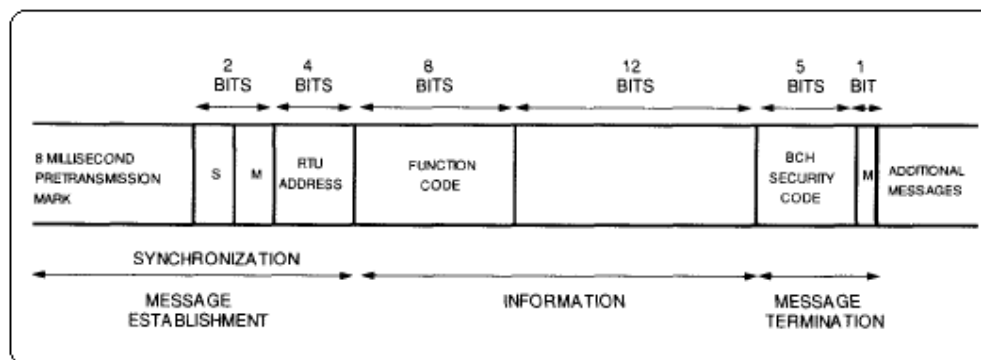 2 BITS
4 BITS
8 BITS
12 BITS
5 BITS
1 BIT
8 MILLISECOND
PRETRANSMISSION
MARK
S
M
RTU
ADDRESS
FUNCTION
CODE
BCH
SECURITY
CODE
M
ADDITIONAL
MESSAGES
SYNCHRONIZATION
MESSAGE
ESTABLISHMENT
INFORMATION
MESSAGE
TERMINATION